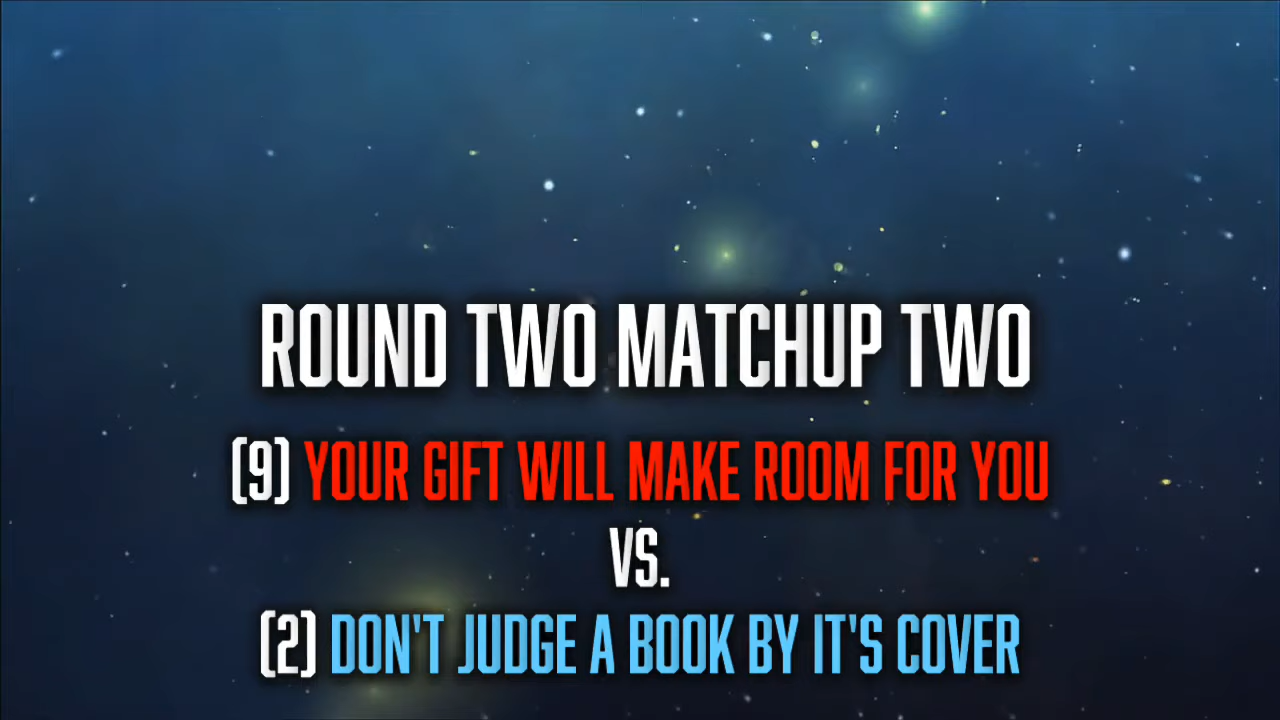 ROUND TWO MATCHUP TWO
(9) YOUR GIFT WILL MAKE ROOM FOR YOU
VS.
(2) DON'T JUDGE A BOOK BY IT'S COVER